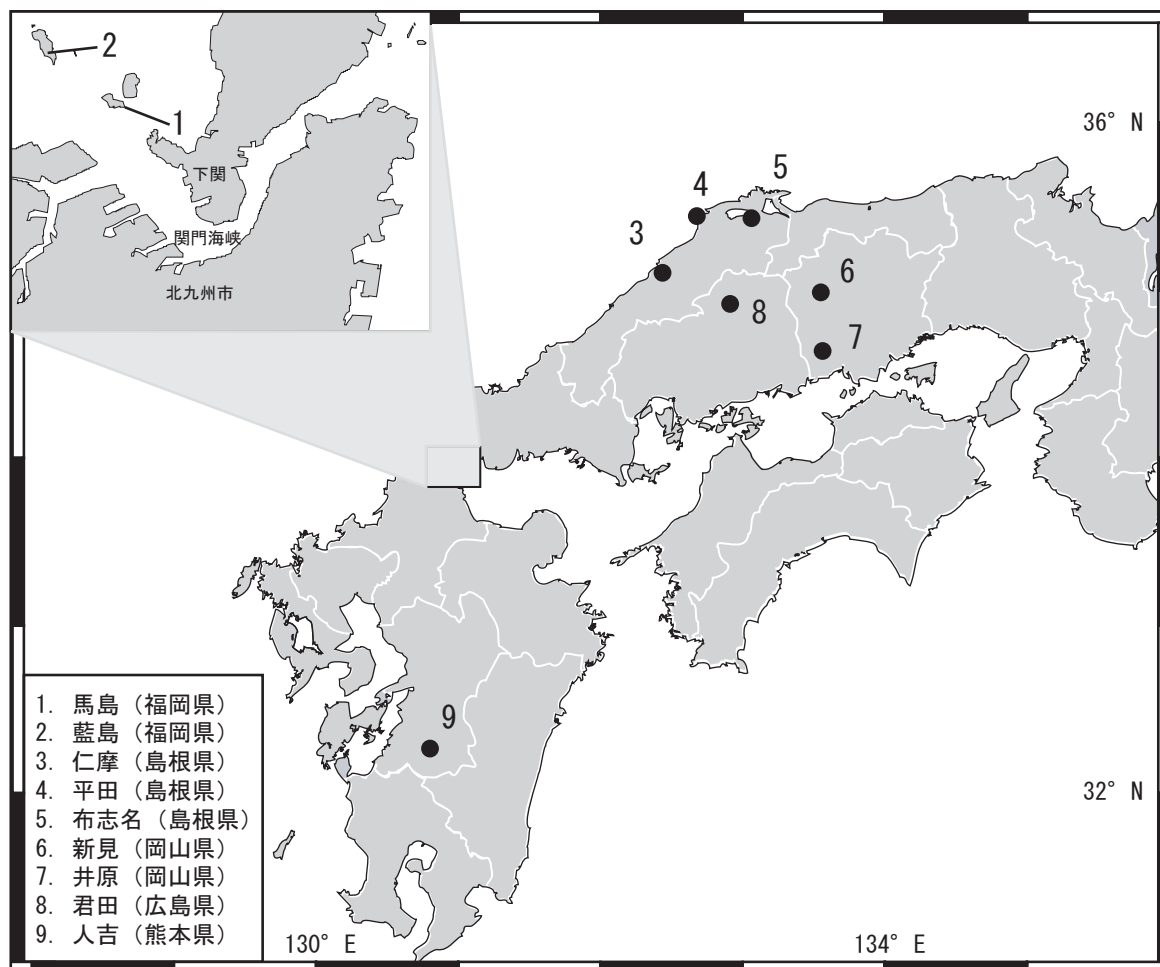 2
1
下関
関門海峡
北九州市
36° N
5
4
3
6
8
7
9
1. 馬島（福岡県）
2. 藍島（福岡県）
3. 仁摩（島根県）
4. 平田（島根県）
5. 布志名（島根県）
6. 新見（岡山県）
7. 井原（岡山県）
8. 君田（広島県）
9. 人吉（熊本県）
32° N
130° E
134° E